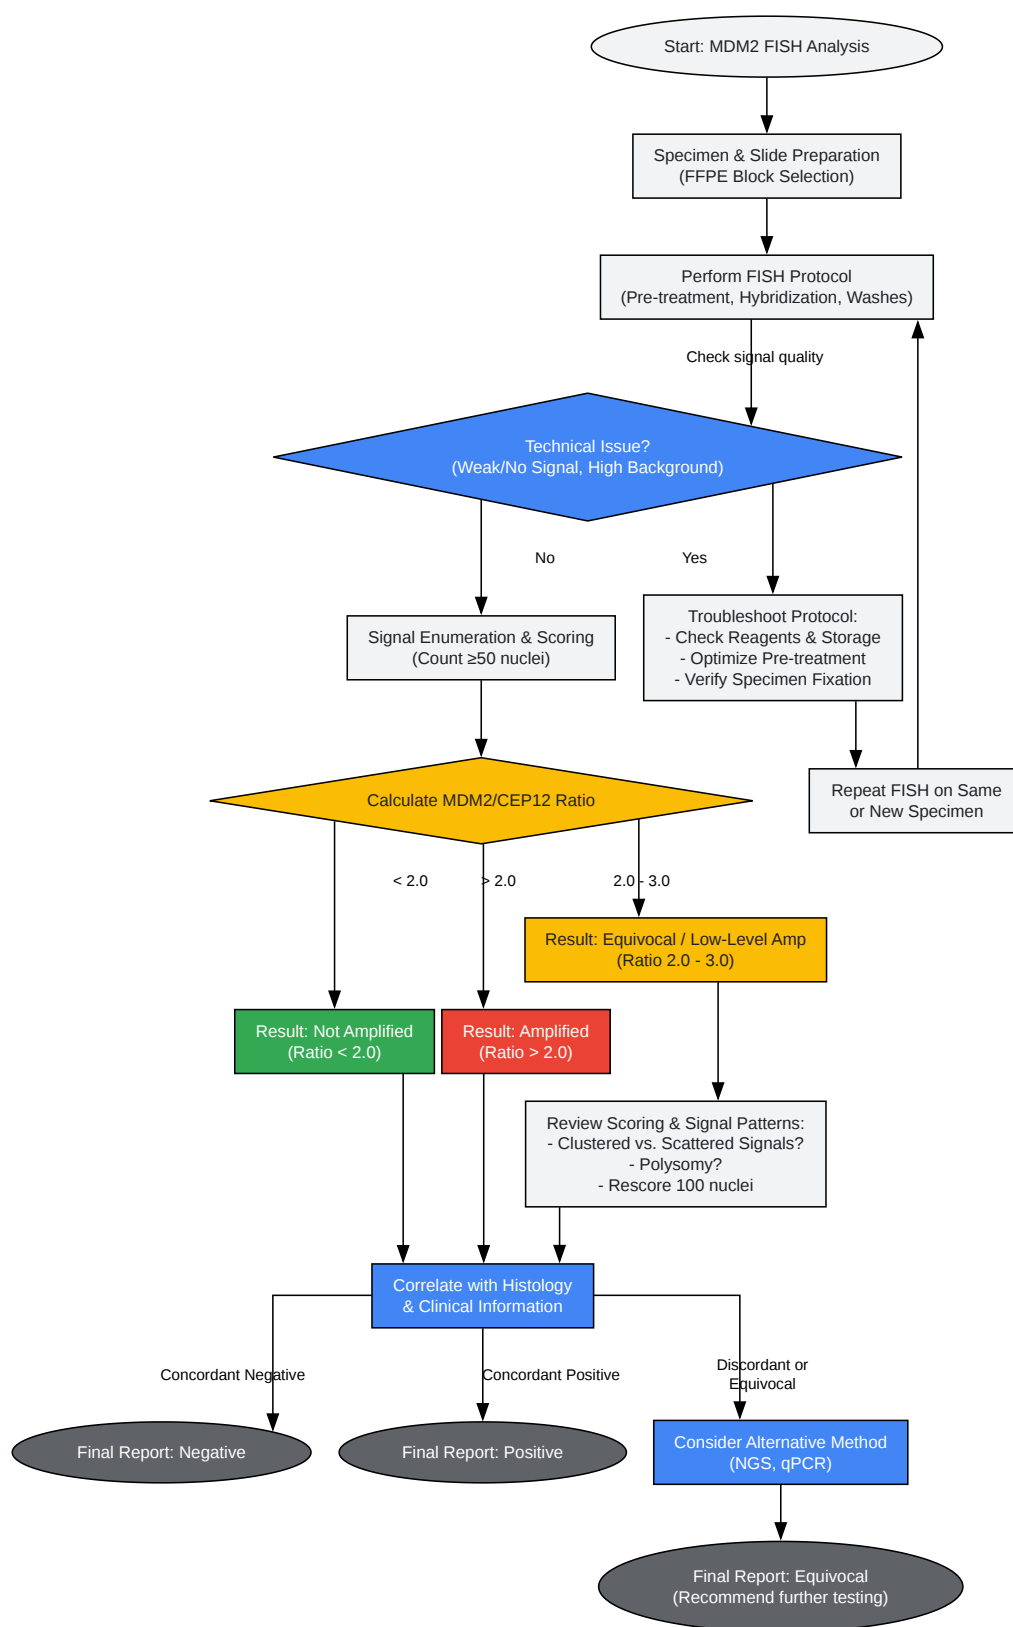 Start: MDM2 FISH Analysis
Specimen & Slide Preparation
(FFPE Block Selection)
Perform FISH Protocol
(Pre-treatment, Hybridization, Washes)
Check signal quality
Technical Issue?
(Weak/No Signal, High Background)
No
Yes
Signal Enumeration & Scoring
(Count ≥50 nuclei)
Troubleshoot Protocol:
- Check Reagents & Storage
- Optimize Pre-treatment
- Verify Specimen Fixation
Repeat FISH on Same
or New Specimen
Calculate MDM2/CEP12 Ratio
< 2.0
> 2.0
2.0 - 3.0
Result: Equivocal / Low-Level Amp
(Ratio 2.0 - 3.0)
Result: Not Amplified
(Ratio < 2.0)
Result: Amplified
(Ratio > 2.0)
Review Scoring & Signal Patterns:
- Clustered vs. Scattered Signals?
- Polysomy?
- Rescore 100 nuclei
Correlate with Histology
& Clinical Information
Concordant Negative
Concordant Positive
Discordant or
Equivocal
Final Report: Negative
Final Report: Positive
Consider Alternative Method
(NGS, qPCR)
Final Report: Equivocal
(Recommend further testing)